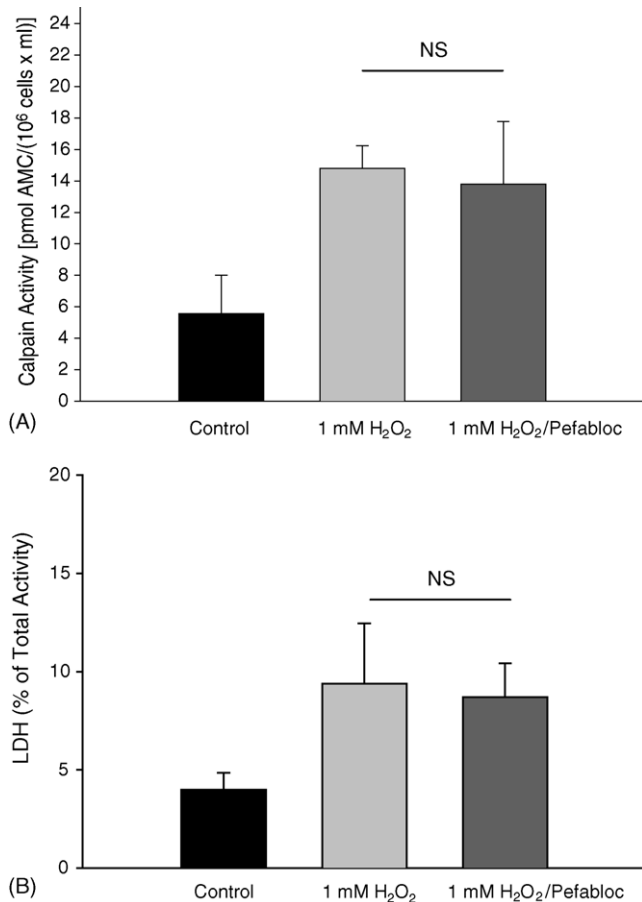 Calpain Activity [pmol AMC/(10⁶ cells x ml)]
24
22
20
18
16
14
12
10
8
6
4
2
0
NS
Control
1 mM H₂O₂
1 mM H₂O₂/Pefabloc
(A)
LDH (% of Total Activity)
20
15
10
5
0
NS
Control
1 mM H₂O₂
1 mM H₂O₂/Pefabloc
(B)